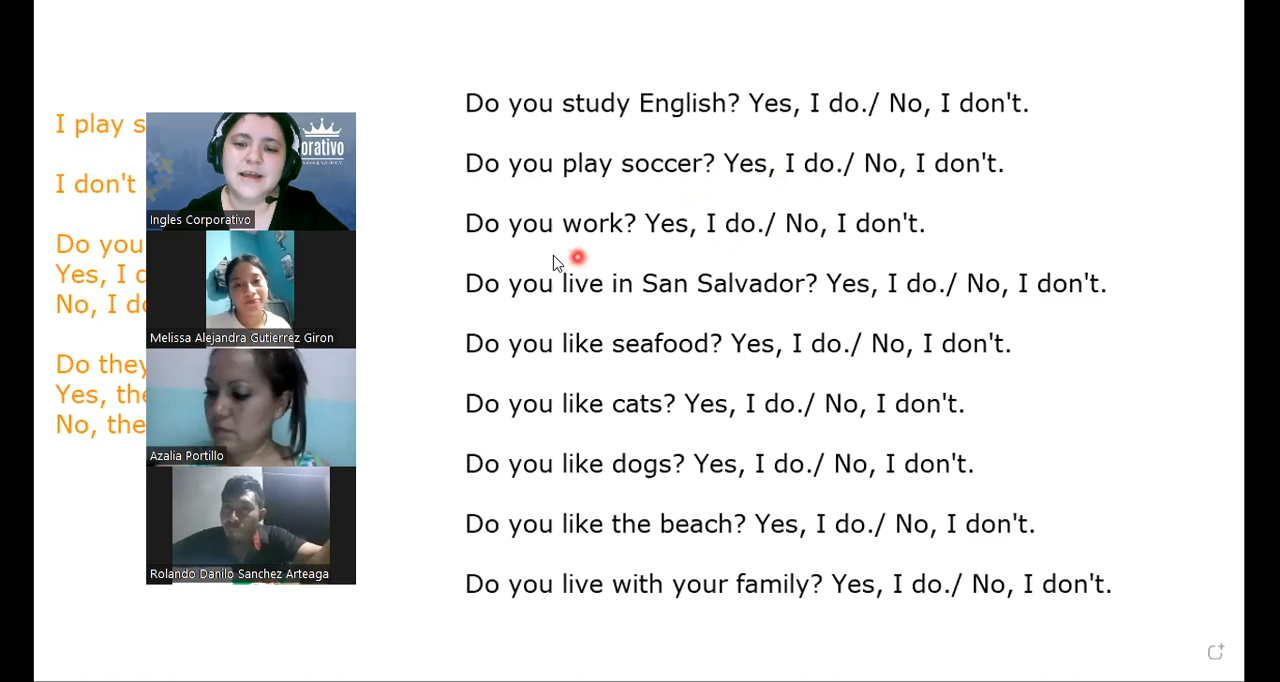 I play s
I don't
Do you
Yes, I d
No, I do
Do they
Yes, the
No, the
orativo
Ingles Corporativo
Melissa Alejandra Gutierrez Giron
Azalia Portillo
Rolando Danilo Sanchez Arteaga
Do you study English? Yes, I do./ No, I don't.
Do you play soccer? Yes, I do./ No, I don't.
Do you work? Yes, I do./ No, I don't.
Do you live in San Salvador? Yes, I do./ No, I don't.
Do you like seafood? Yes, I do./ No, I don't.
Do you like cats? Yes, I do./ No, I don't.
Do you like dogs? Yes, I do./ No, I don't.
Do you like the beach? Yes, I do./ No, I don't.
Do you live with your family? Yes, I do./ No, I don't.